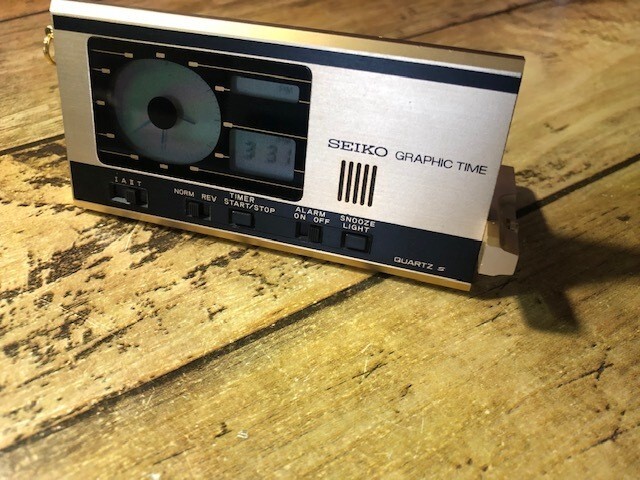 SEIKO GRAPHIC TIME
NORM REV
TIMER
START/STOP
ALARM
ON OFF
SNOOZE
LIGHT
QUARTZ